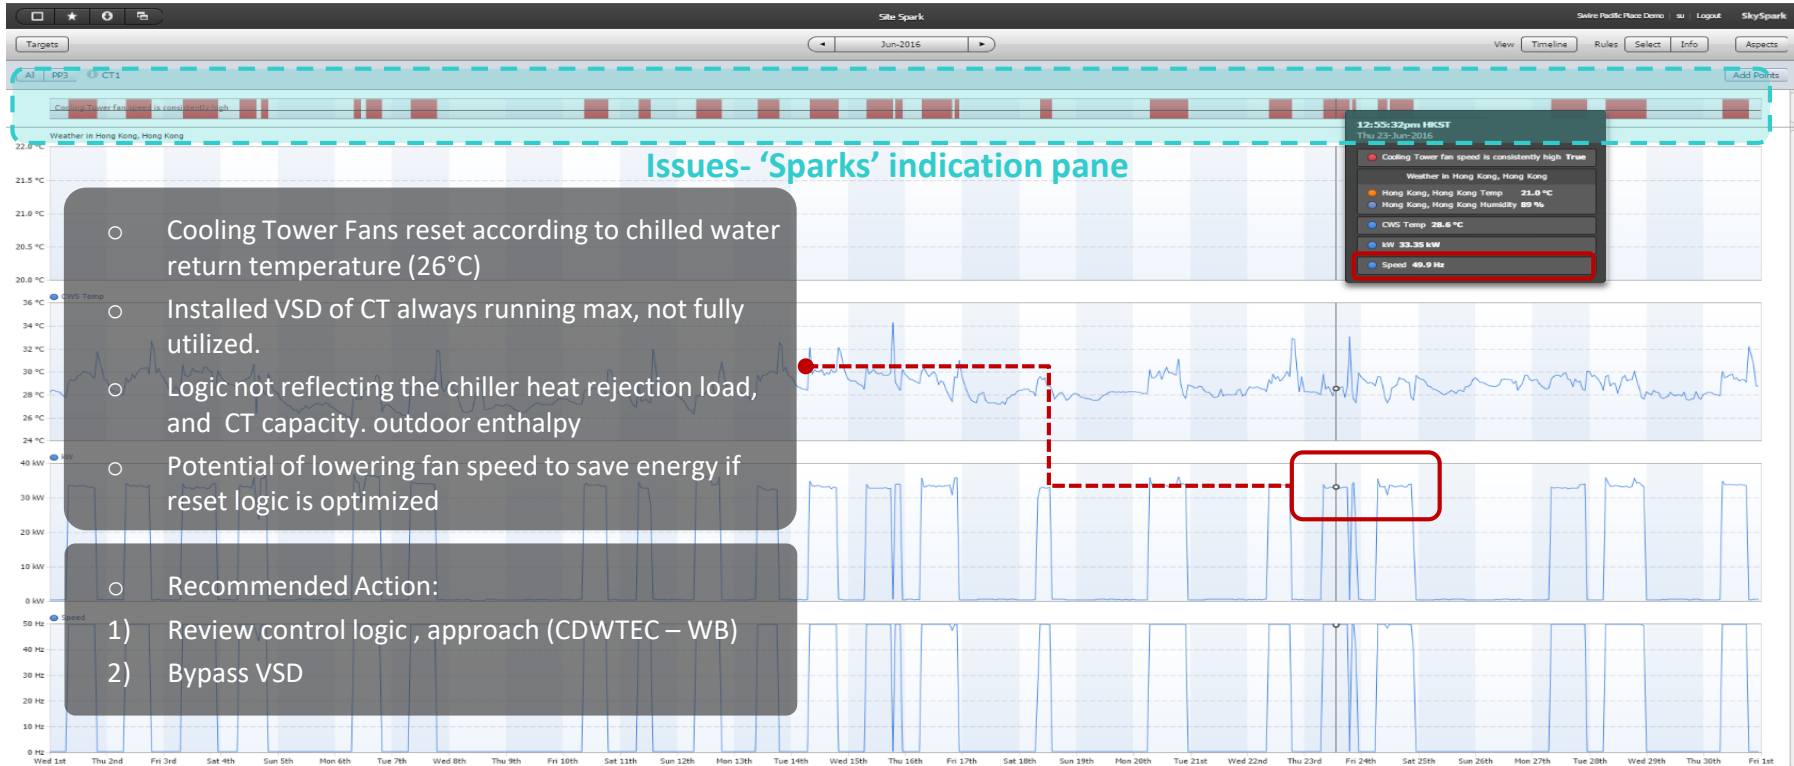 Site Spark
Swire Pacific Place Demo su Logout SkySpark
Targets
Jun-2016
View Timeline Rules Select Info Aspects
All PP3 CT1
Add Points
Cooling Tower fan speed is consistently high
Weather in Hong Kong, Hong Kong
12:55:32pm HKST
Thu 23-Jun-2016
Cooling Tower fan speed is consistently high True
Weather in Hong Kong, Hong Kong
Hong Kong, Hong Kong Temp 21.0 °C
Hong Kong, Hong Kong Humidity 89 %
CWS Temp 28.6 °C
kW 33.35 kW
Speed 49.9 Hz
Issues- ‘Sparks’ indication pane
22.0 °C
21.5 °C
21.0 °C
20.5 °C
20.0 °C
o Cooling Tower Fans reset according to chilled water
return temperature (26°C)
o Installed VSD of CT always running max, not fully
utilized.
o Logic not reflecting the chiller heat rejection load,
and CT capacity. outdoor enthalpy
o Potential of lowering fan speed to save energy if
reset logic is optimized
CWS Temp
36 °C
34 °C
32 °C
30 °C
28 °C
26 °C
24 °C
kW
40 kW
30 kW
20 kW
10 kW
0 kW
o Recommended Action:
1) Review control logic , approach (CDWTEC – WB)
2) Bypass VSD
Speed
50 Hz
40 Hz
30 Hz
20 Hz
10 Hz
0 Hz
Wed 1st Thu 2nd Fri 3rd Sat 4th Sun 5th Mon 6th Tue 7th Wed 8th Thu 9th Fri 10th Sat 11th Sun 12th Mon 13th Tue 14th Wed 15th Thu 16th Fri 17th Sat 18th Sun 19th Mon 20th Tue 21st Wed 22nd Thu 23rd Fri 24th Sat 25th Sun 26th Mon 27th Tue 28th Wed 29th Thu 30th Fri 1st